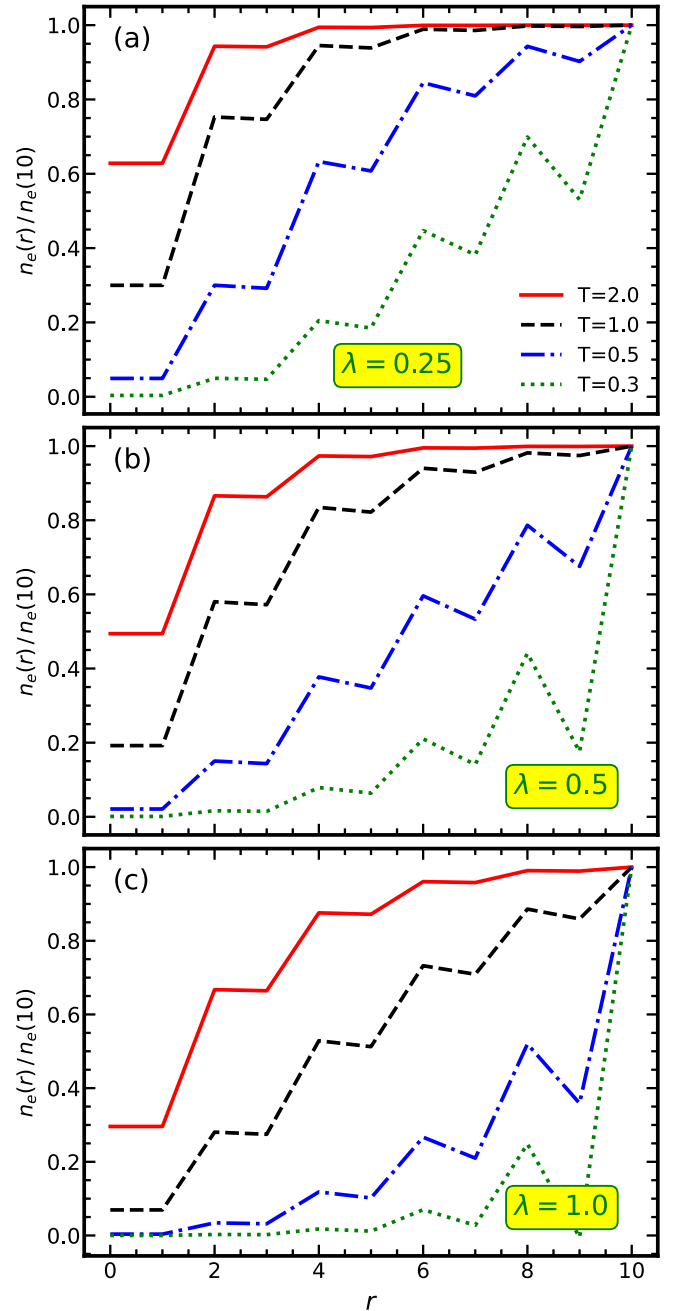 (a)
1.0
0.8
0.6
0.4
0.2
0.0
n_e(r)/n_e(10)
T=2.0
T=1.0
T=0.5
T=0.3
λ = 0.25
(b)
1.0
0.8
0.6
0.4
0.2
0.0
n_e(r)/n_e(10)
λ = 0.5
(c)
1.0
0.8
0.6
0.4
0.2
0.0
n_e(r)/n_e(10)
λ = 1.0
0 2 4 6 8 10
r